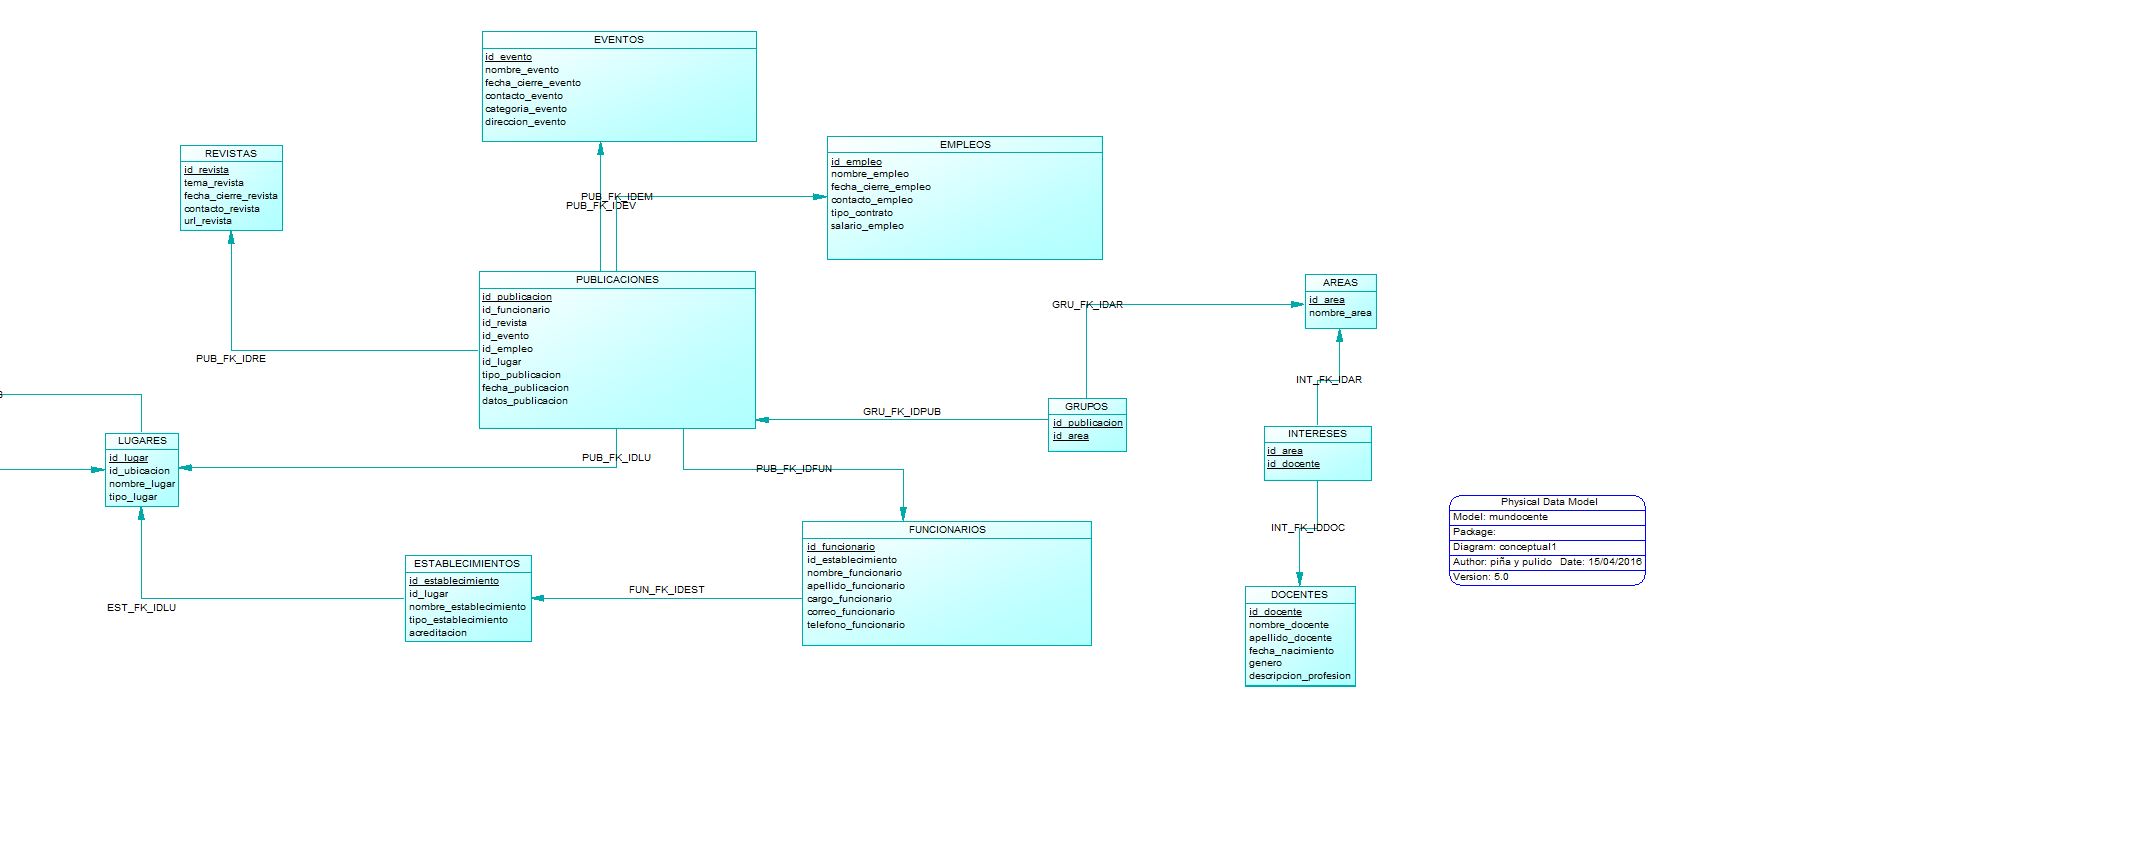 EVENTOS
id_evento
nombre_evento
fecha_cierre_evento
contacto_evento
categoria_evento
direccion_evento
EMPLEOS
id_empleo
nombre_empleo
fecha_cierre_empleo
contacto_empleo
tipo_contrato
salario_empleo
REVISTAS
id_revista
tema_revista
fecha_cierre_revista
contacto_revista
url_revista
PUB_FK_IDEM
PUB_FK_IDEV
PUBLICACIONES
id_publicacion
id_funcionario
id_revista
id_evento
id_empleo
id_lugar
tipo_publicacion
fecha_publicacion
datos_publicacion
PUB_FK_IDRE
AREAS
id_area
nombre_area
GRU_FK_IDAR
INT_FK_IDAR
GRU_FK_IDPUB
GRUPOS
id_publicacion
id_area
INTERESES
id_area
id_docente
LUGARES
id_lugar
id_ubicacion
nombre_lugar
tipo_lugar
PUB_FK_IDLU
PUB_FK_IDFUN
INT_FK_IDDOC
FUNCIONARIOS
id_funcionario
id_establecimiento
nombre_funcionario
apellido_funcionario
cargo_funcionario
correo_funcionario
telefono_funcionario
ESTABLECIMIENTOS
id_establecimiento
id_lugar
nombre_establecimiento
tipo_establecimiento
acreditacion
FUN_FK_IDEST
EST_FK_IDLU
DOCENTES
id_docente
nombre_docente
apellido_docente
fecha_nacimiento
genero
descripcion_profesion
Physical Data Model
Model: mundocente
Package:
Diagram: conceptual1
Author: piña y pulido Date: 15/04/2016
Version: 5.0